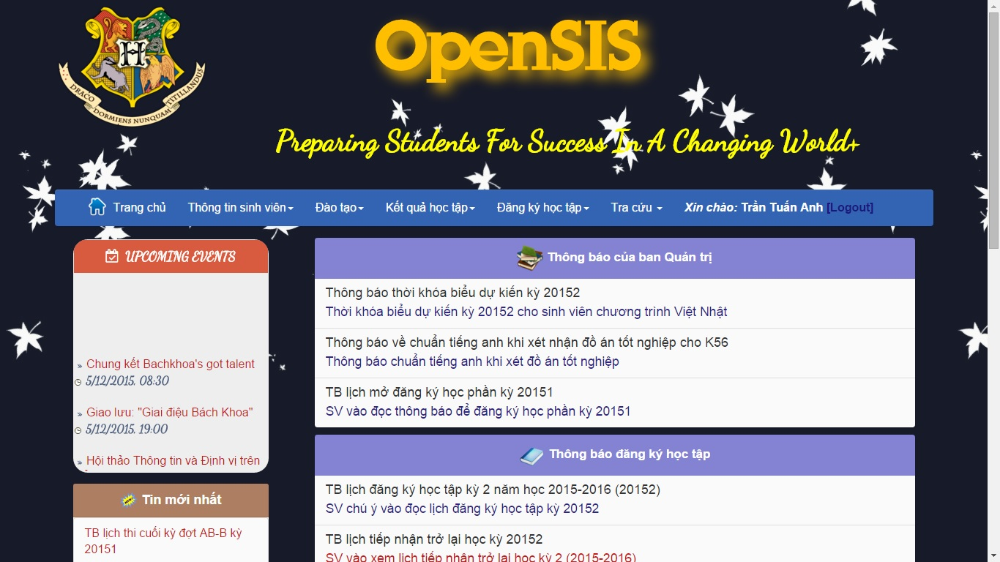 OpenSIS
H
DRACO DORMIENS NUNQUAM TITILLANDUS
Preparing Students For Success In A Changing World+
Trang chủ Thông tin sinh viên Đào tạo Kết quả học tập Đăng ký học tập Tra cứu Xin chào: Trần Tuấn Anh [Logout]
UPCOMING EVENTS
» Chung kết Bachkhoa's got talent
5/12/2015, 08:30
» Giao lưu: "Giai điệu Bách Khoa"
5/12/2015, 19:00
» Hội thảo Thông tin và Định vị trên
Tin mới nhất
TB lịch thi cuối kỳ đợt AB-B kỳ
20151
Thông báo của ban Quản trị
Thông báo thời khóa biểu dự kiến kỳ 20152
Thời khóa biểu dự kiến kỳ 20152 cho sinh viên chương trình Việt Nhật
Thông báo về chuẩn tiếng anh khi xét nhận đồ án tốt nghiệp cho K56
Thông báo chuẩn tiếng anh khi xét đồ án tốt nghiệp
TB lịch mở đăng ký học phần kỳ 20151
SV vào đọc thông báo để đăng ký học phần kỳ 20151
Thông báo đăng ký học tập
TB lịch đăng ký học tập kỳ 2 năm học 2015-2016 (20152)
SV chú ý vào đọc lịch đăng ký học tập kỳ 20152
TB lịch tiếp nhận trở lại học kỳ 20152
SV vào xem lịch tiếp nhận trở lại học kỳ 2 (2015-2016)